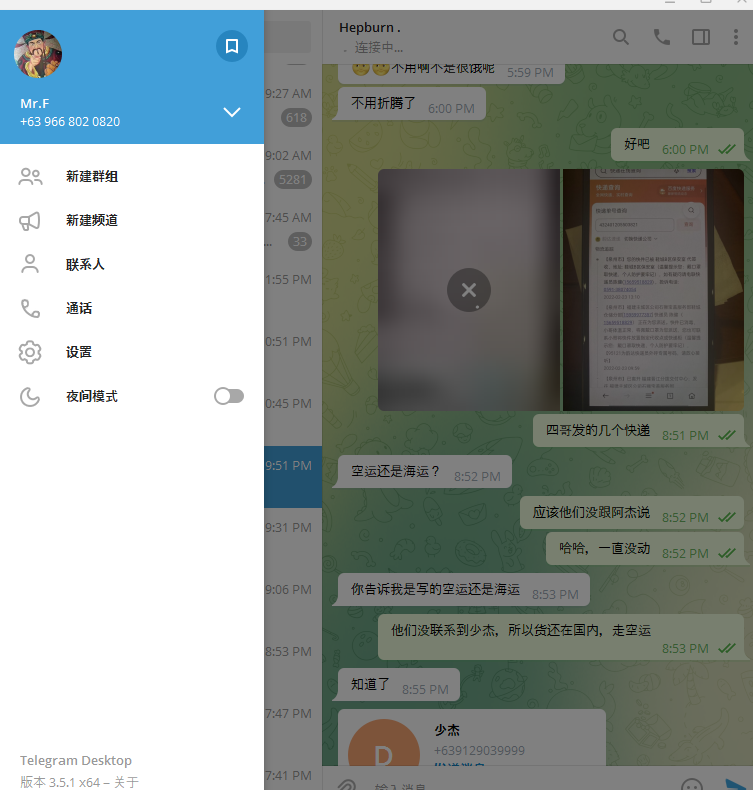 Mr.F
+63 966 802 0820
新建群组
新建频道
联系人
通话
设置
夜间模式
Telegram Desktop
版本 3.5.1 x64 – 关于
9:27 AM
618
9:02 AM
5281
7:45 AM
33
1:55 PM
0:51 PM
0:45 PM
9:51 PM
9:31 PM
9:06 PM
8:53 PM
7:47 PM
7:41 PM
Hepburn .
. 连接中...
不用啊不是很饿呢 5:59 PM
不用折腾了 6:00 PM
好吧 6:00 PM
快递查询
四哥发的几个快递 8:51 PM
空运还是海运？ 8:52 PM
应该他们没跟阿杰说 8:52 PM
哈哈，一直没动 8:52 PM
你告诉我是写的空运还是海运 8:53 PM
他们没联系到少杰，所以货还在国内，走空运
8:53 PM
知道了 8:55 PM
D
少杰
+639129039999
发送消息
输入消息